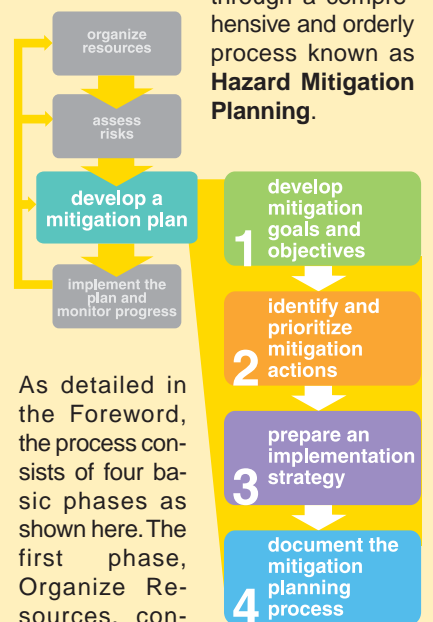 through a compre-
hensive and orderly
process known as
Hazard Mitigation
Planning.
organize
resources
assess
risks
develop a
mitigation plan
implement the
plan and
monitor progress
1 develop
mitigation
goals and
objectives
2 identify and
prioritize
mitigation
actions
3 prepare an
implementation
strategy
4 document the
mitigation
planning
process
As detailed in
the Foreword,
the process con-
sists of four ba-
sic phases as
shown here. The
first phase,
Organize Re-
sources, con-